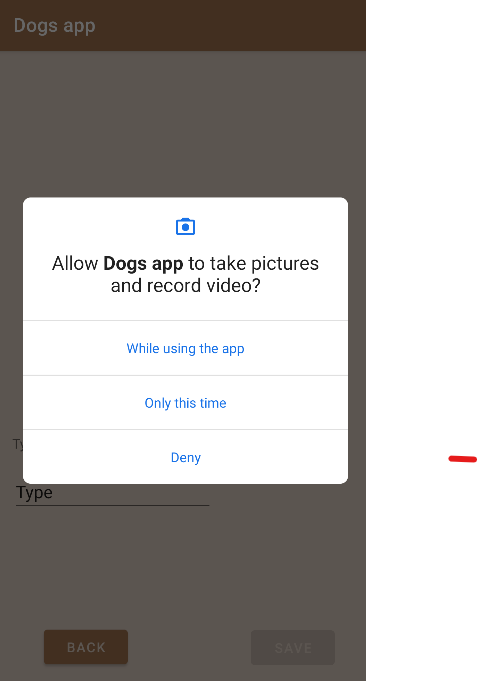 Dogs app
Allow Dogs app to take pictures
and record video?
While using the app
Only this time
Deny
Ty
Type
BACK
SAVE